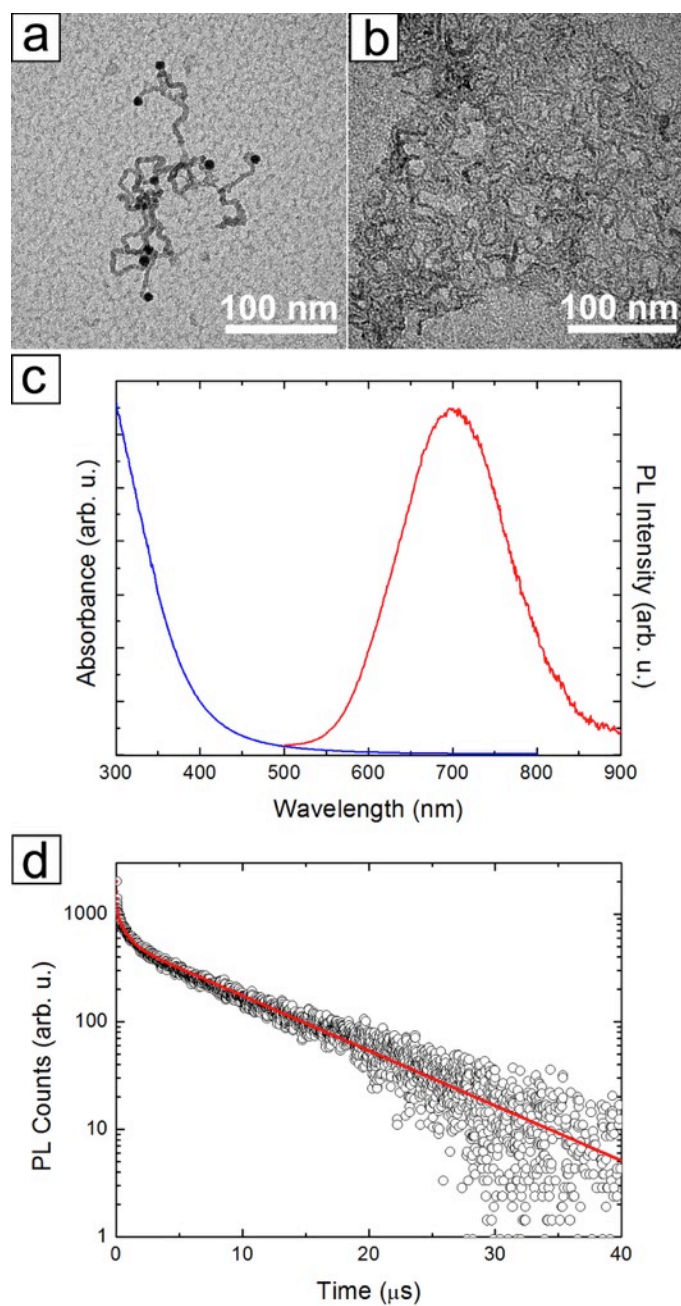 a
b
100 nm
100 nm
c
Absorbance (arb. u.)
PL Intensity (arb. u.)
300 400 500 600 700 800 900
Wavelength (nm)
d
PL Counts (arb. u.)
1000
100
10
1
0 10 20 30 40
Time (μs)